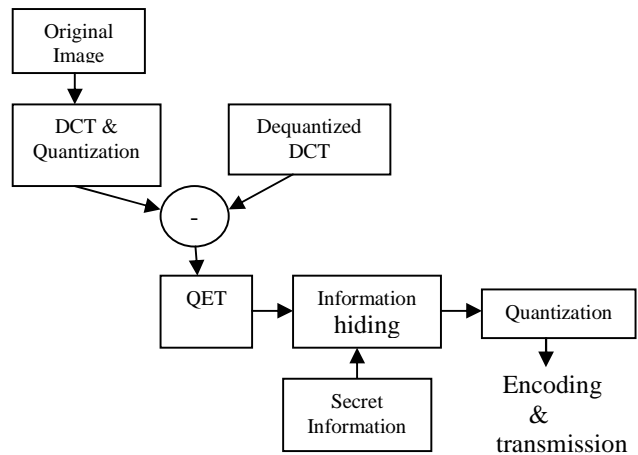 Original
Image
DCT &
Quantization
Dequantized
DCT
-
QET
Information
hiding
Quantization
Secret
Information
Encoding
&
transmission